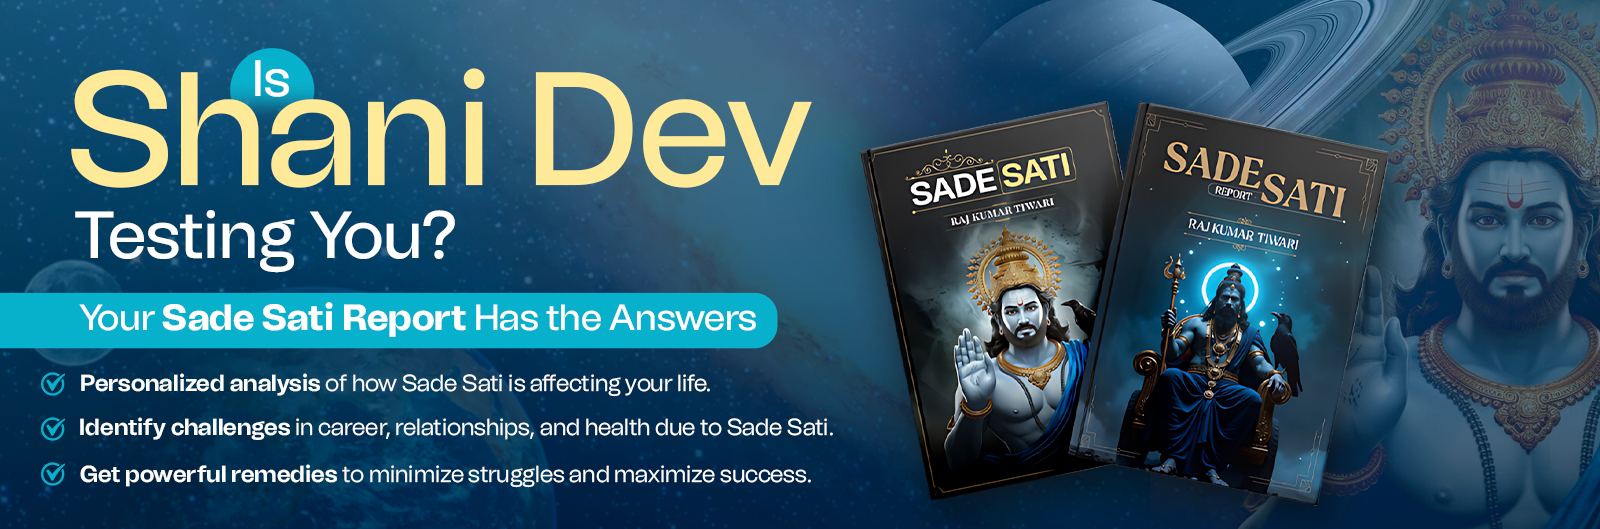 Is
Shani Dev
Testing You?
Your Sade Sati Report Has the Answers
Personalized analysis of how Sade Sati is affecting your life.
Identify challenges in career, relationships, and health due to Sade Sati.
Get powerful remedies to minimize struggles and maximize success.
SADE SATI
RAJ KUMAR TIWARI
SADE SATI
REPORT
RAJ KUMAR TIWARI